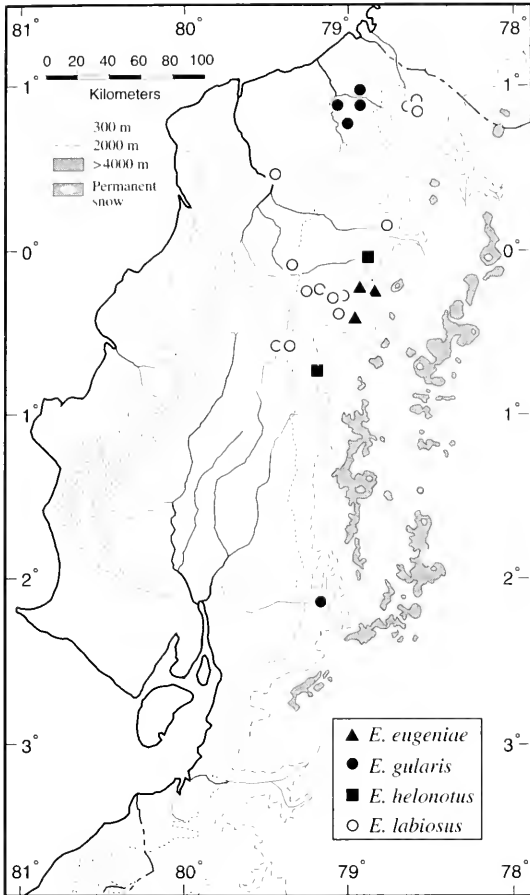 81° 80° 79° 78°
0 20 40 60 80 100
Kilometers
300 m
2000 m
>4000 m
Permanent
snow
1° 1°
0° 0°
1° 1°
2° 2°
3° 3°
E. eugeniae
E. gularis
E. helonotus
E. labiosus
81° 80° 79° 78°